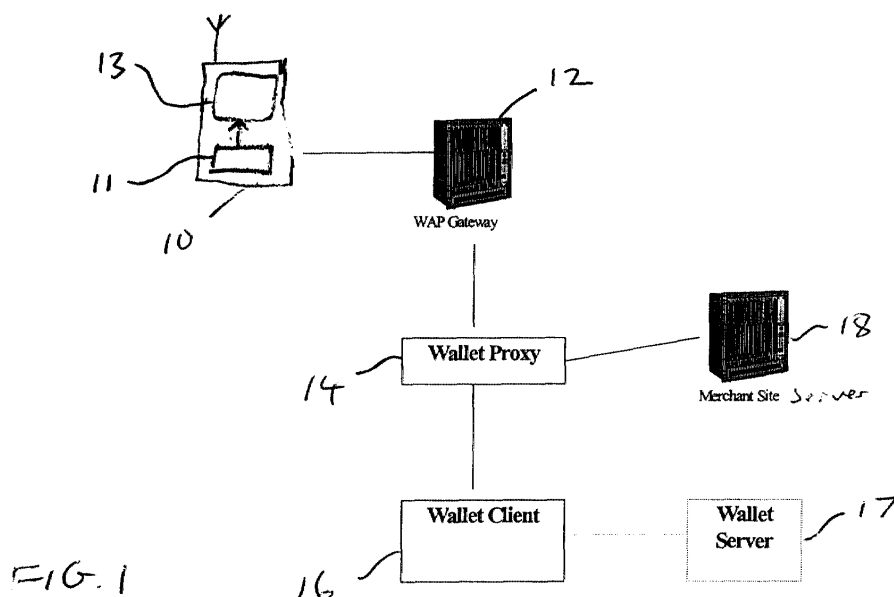 13
12
11
10
WAP Gateway
Wallet Proxy
14
18
Merchant Site Server
Wallet Client
16
Wallet
Server
17
FIG. 1